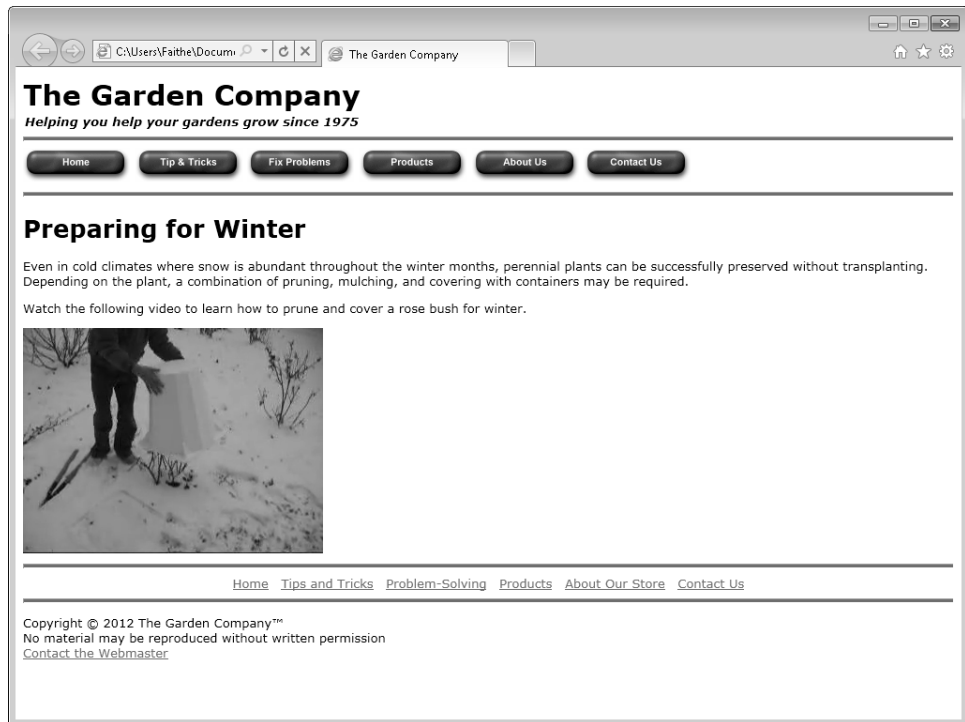 C:\Users\Faithe\Docum
The Garden Company
The Garden Company
Helping you help your gardens grow since 1975
Home Tip & Tricks Fix Problems Products About Us Contact Us
Preparing for Winter
Even in cold climates where snow is abundant throughout the winter months, perennial plants can be successfully preserved without transplanting.
Depending on the plant, a combination of pruning, mulching, and covering with containers may be required.
Watch the following video to learn how to prune and cover a rose bush for winter.
Home Tips and Tricks Problem-Solving Products About Our Store Contact Us
Copyright © 2012 The Garden Company™
No material may be reproduced without written permission
Contact the Webmaster